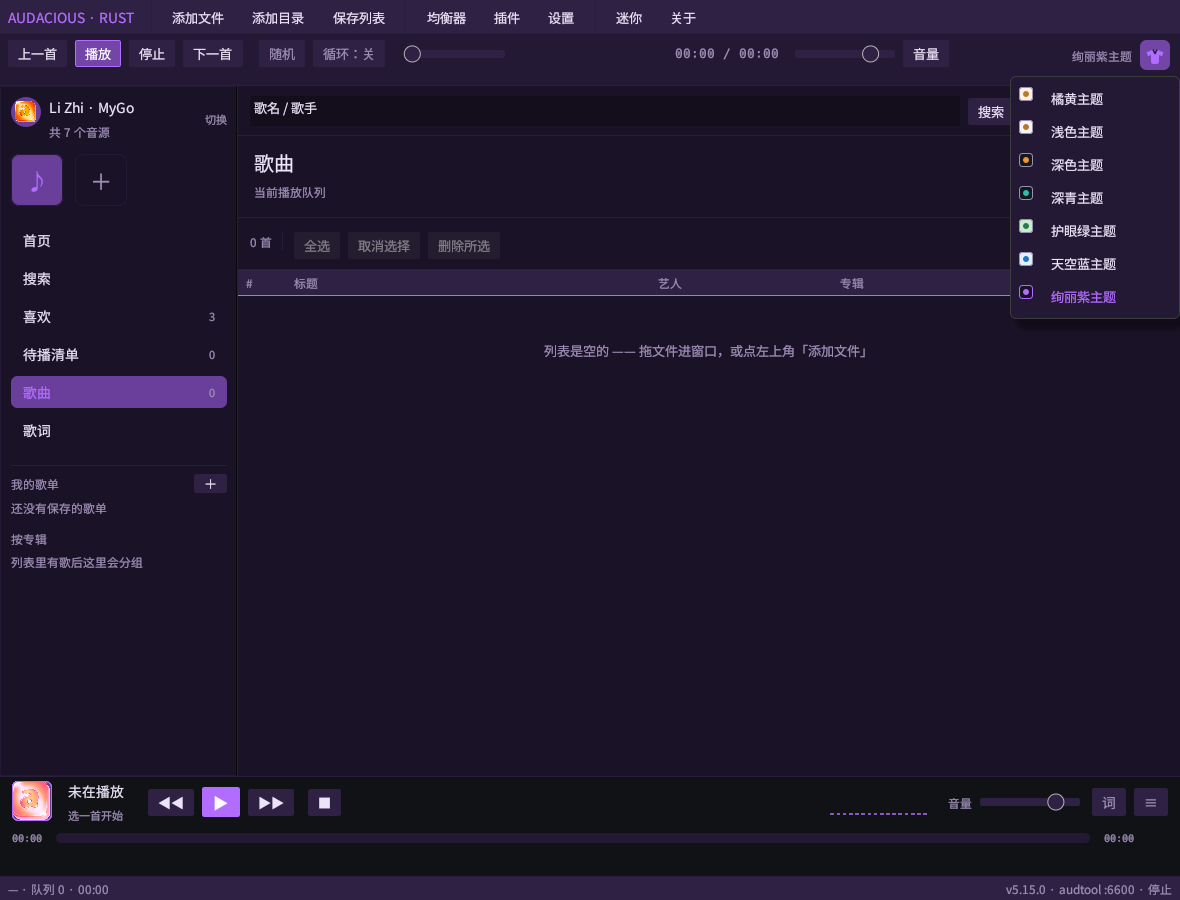 AUDACIOUS · RUST 添加文件 添加目录 保存列表 均衡器 插件 设置 迷你 关于
上一首 播放 停止 下一首 随机 循环：关 00:00 / 00:00 音量 绚丽紫主题
橘黄主题
浅色主题
深色主题
深青主题
护眼绿主题
天空蓝主题
绚丽紫主题
Li Zhi · MyGo
共 7 个音源
切换
首页
搜索
喜欢 3
待播清单 0
歌曲 0
歌词
我的歌单
还没有保存的歌单
按专辑
列表里有歌后这里会分组
歌名 / 歌手 搜索
歌曲
当前播放队列
0 首 全选 取消选择 删除所选
# 标题 艺人 专辑
列表是空的 —— 拖文件进窗口，或点左上角「添加文件」
未在播放
选一首开始
音量 词
00:00 00:00
— · 队列 0 · 00:00 v5.15.0 · audtool :6600 · 停止